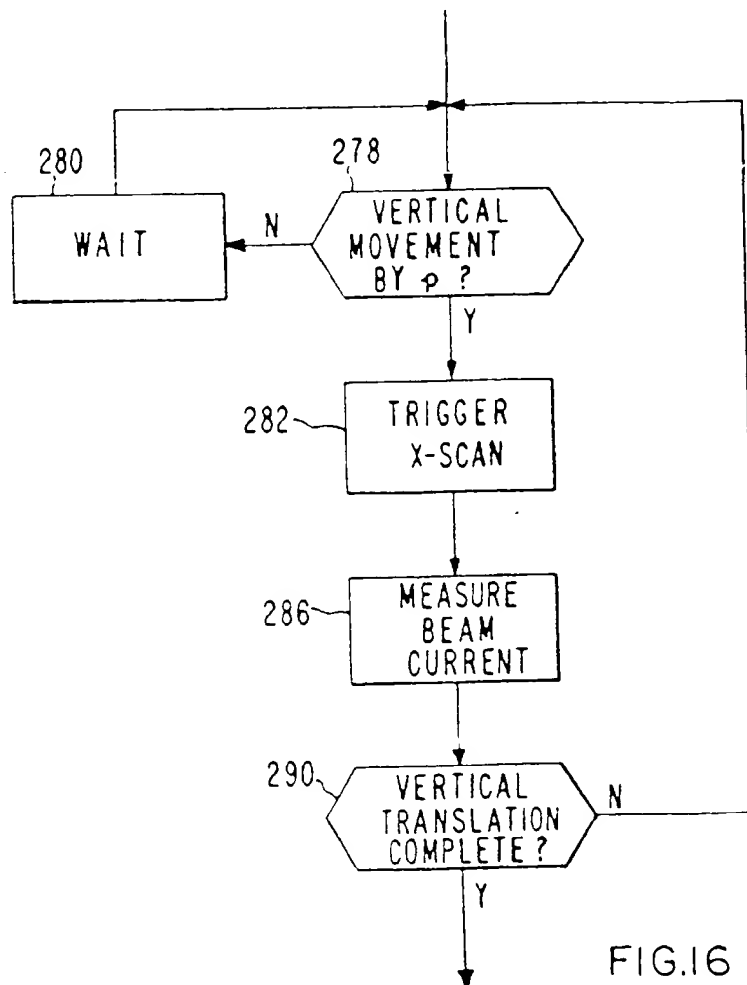 280
278
WAIT
N
VERTICAL
MOVEMENT
BY ρ ?
Y
282
TRIGGER
X-SCAN
286
MEASURE
BEAM
CURRENT
290
VERTICAL
TRANSLATION
COMPLETE ?
N
Y
FIG.16